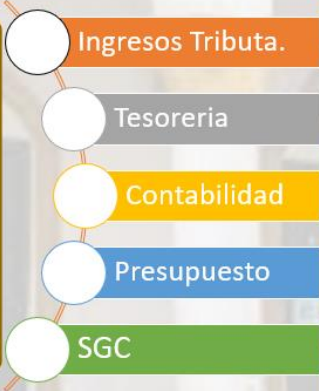 Ingresos Tributa.
Tesoreria
Contabilidad
Presupuesto
SGC